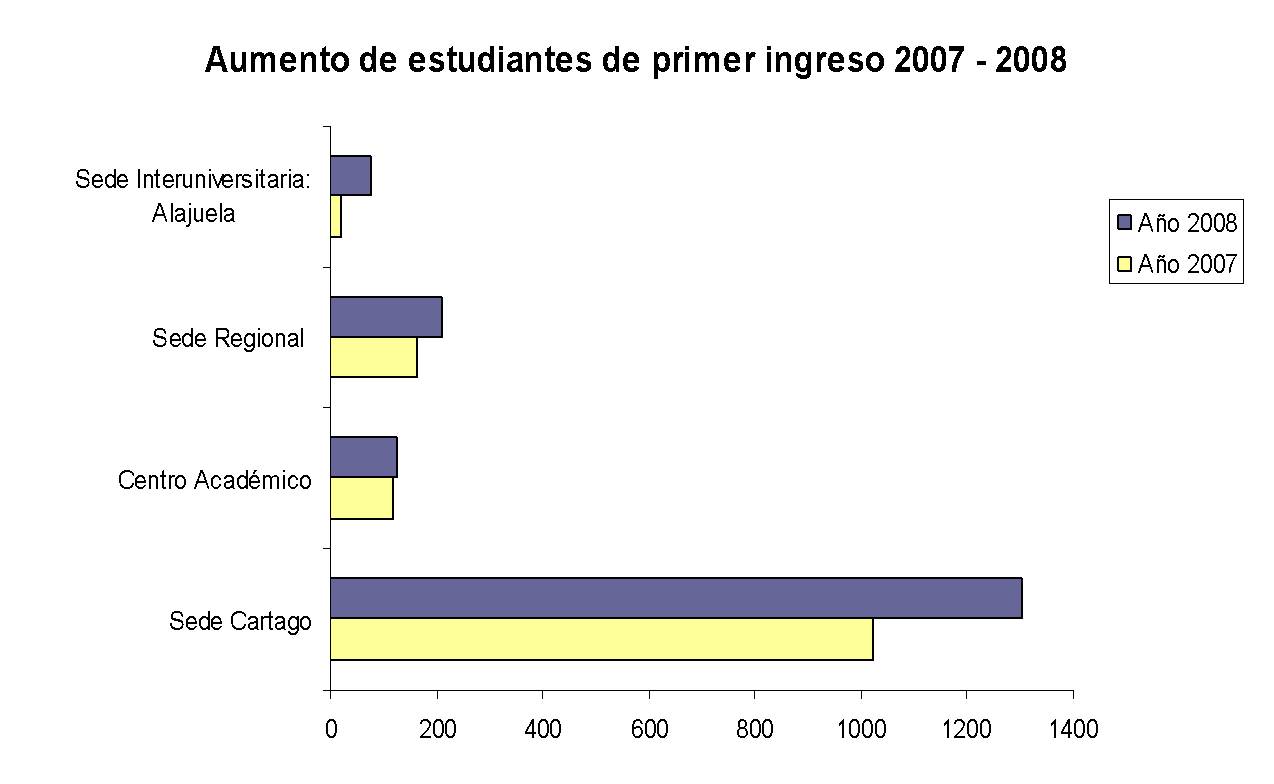 Aumento de estudiantes de primer ingreso 2007 - 2008
Sede Interuniversitaria:
Alajuela
Sede Regional
Centro Académico
Sede Cartago
0 200 400 600 800 1000 1200 1400
Año 2008
Año 2007